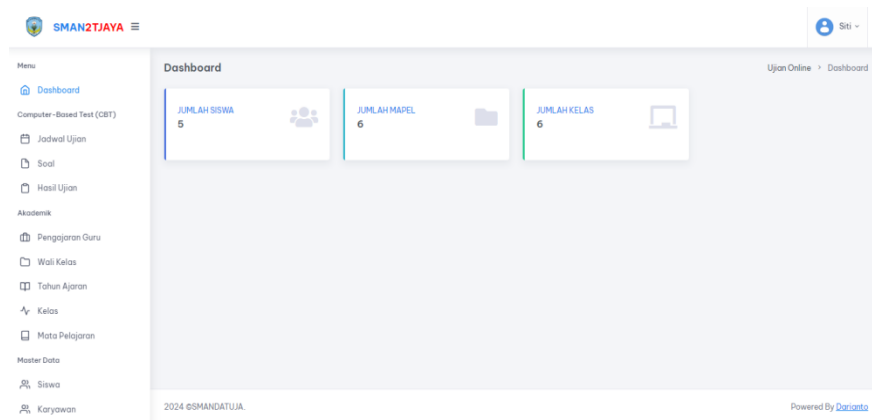 SMAN2TJAYA
Siti
Menu
Dashboard
Computer-Based Test (CBT)
Jadwal Ujian
Soal
Hasil Ujian
Akademik
Pengajaran Guru
Wali Kelas
Tahun Ajaran
Kelas
Mata Pelajaran
Master Data
Siswa
Karyawan
Dashboard
Ujian Online > Dashboard
JUMLAH SISWA
5
JUMLAH MAPEL
6
JUMLAH KELAS
6
2024 ©SMANDATUJA.
Powered By Darianto